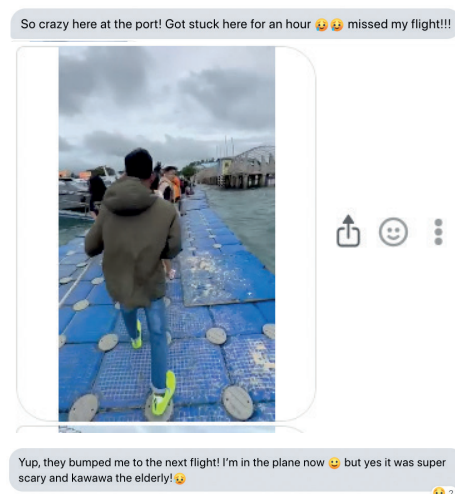 So crazy here at the port! Got stuck here for an hour 😥😥 missed my flight!!!
Yup, they bumped me to the next flight! I'm in the plane now 🙂 but yes it was super
scary and kawawa the elderly!😥